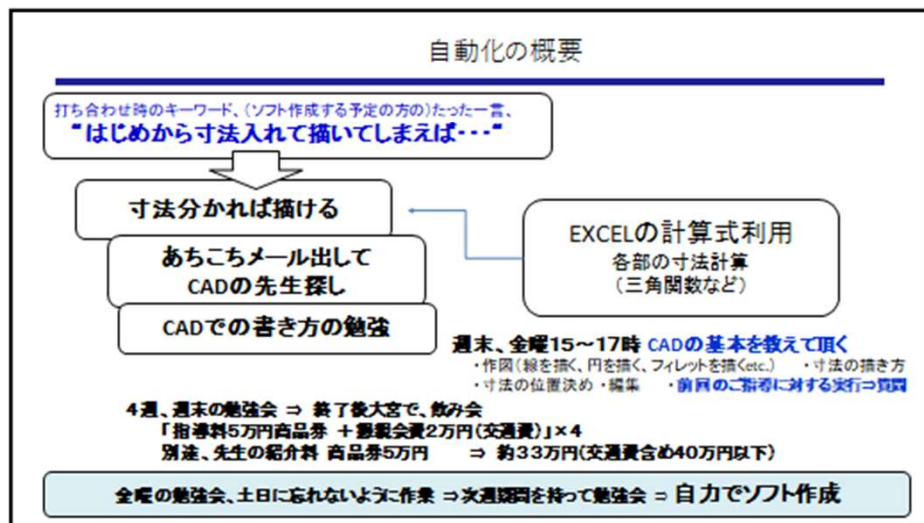 自動化の概要
打ち合わせ時のキーワード、(ソフト作成する予定の方の)たった一言、
“はじめから寸法入れて描いてしまえば・・・“
寸法分かれば描ける
あちこちメール出して
CADの先生探し
CADでの書き方の勉強
EXCELの計算式利用
各部の寸法計算
(三角関数など)
週末、金曜15～17時 CADの基本を教えて頂く
・作図(線を描く、円を描く、フィレットを描くetc.) ・寸法の描き方
・寸法の位置決め・編集 ・前回のご指導に対する実行⇒質問
4週、週末の勉強会 ⇒ 終了後大宮で、飲み会
「指導料5万円商品券 +懇親会費2万円(交通費)」×4
別途、先生の紹介料 商品券5万円 ⇒ 約33万円(交通費含め40万円以下)
金曜の勉強会、土日に忘れないように作業 ⇒次週疑問を持って勉強会 ⇒ 自力でソフト作成